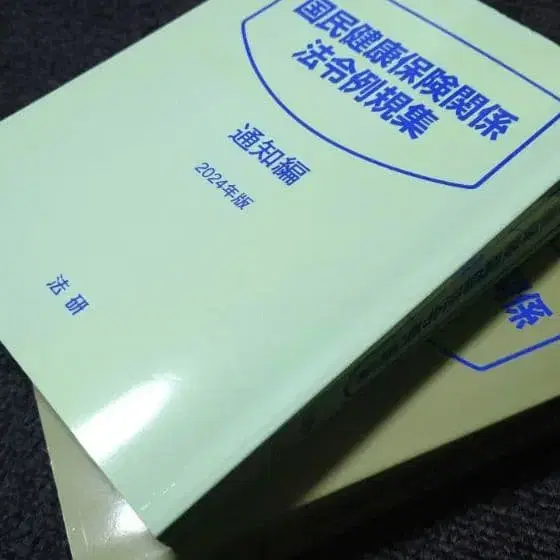 国民健康保険関係
法令例規集
通知編
2024年版
法研
係